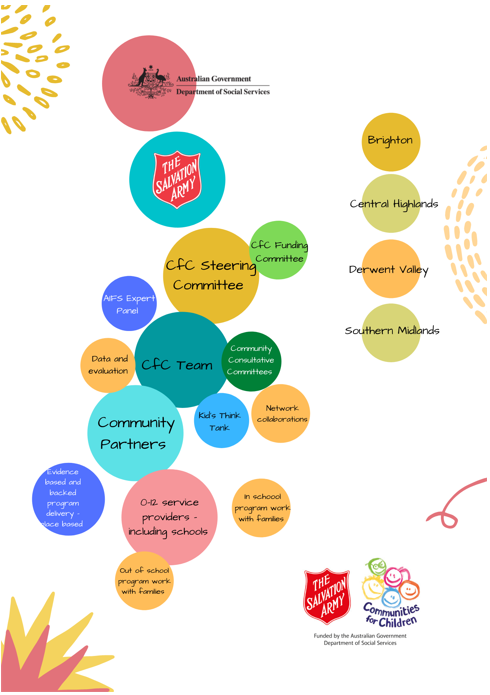 Australian Government
Department of Social Services
THE
SALVATION
ARMY
Brighton
Central Highlands
Derwent Valley
Southern Midlands
CfC Funding
Committee
CfC Steering
Committee
AIFS Expert
Panel
Data and
evaluation
CfC Team
Community
Consultative
Committees
Community
Partners
Kid's Think
Tank
Network
collaborations
Evidence
based and
backed
program
delivery -
place based
0-12 service
providers -
including schools
In schoool
program work
with families
Out of school
program work
with families
THE
SALVATION
ARMY
Communities
for Children
Funded by the Australian Government
Department of Social Services